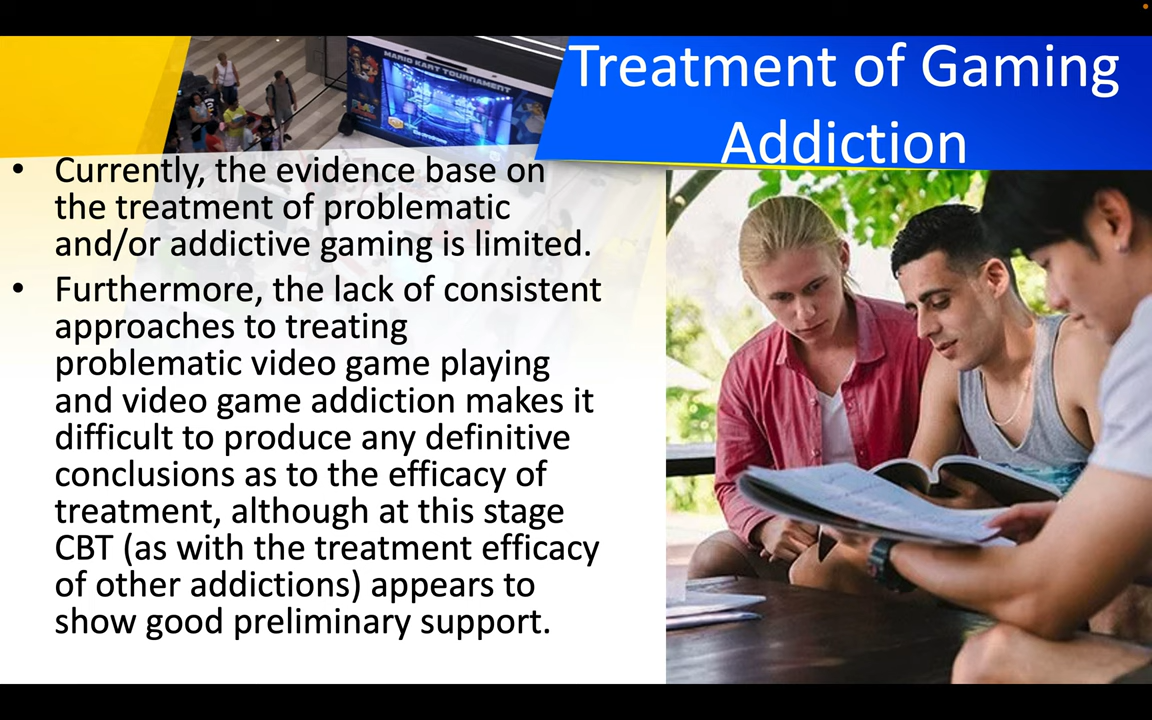 MARIO KART TOURNAMENT
Treatment of Gaming
Addiction
• Currently, the evidence base on
the treatment of problematic
and/or addictive gaming is limited.
• Furthermore, the lack of consistent
approaches to treating
problematic video game playing
and video game addiction makes it
difficult to produce any definitive
conclusions as to the efficacy of
treatment, although at this stage
CBT (as with the treatment efficacy
of other addictions) appears to
show good preliminary support.